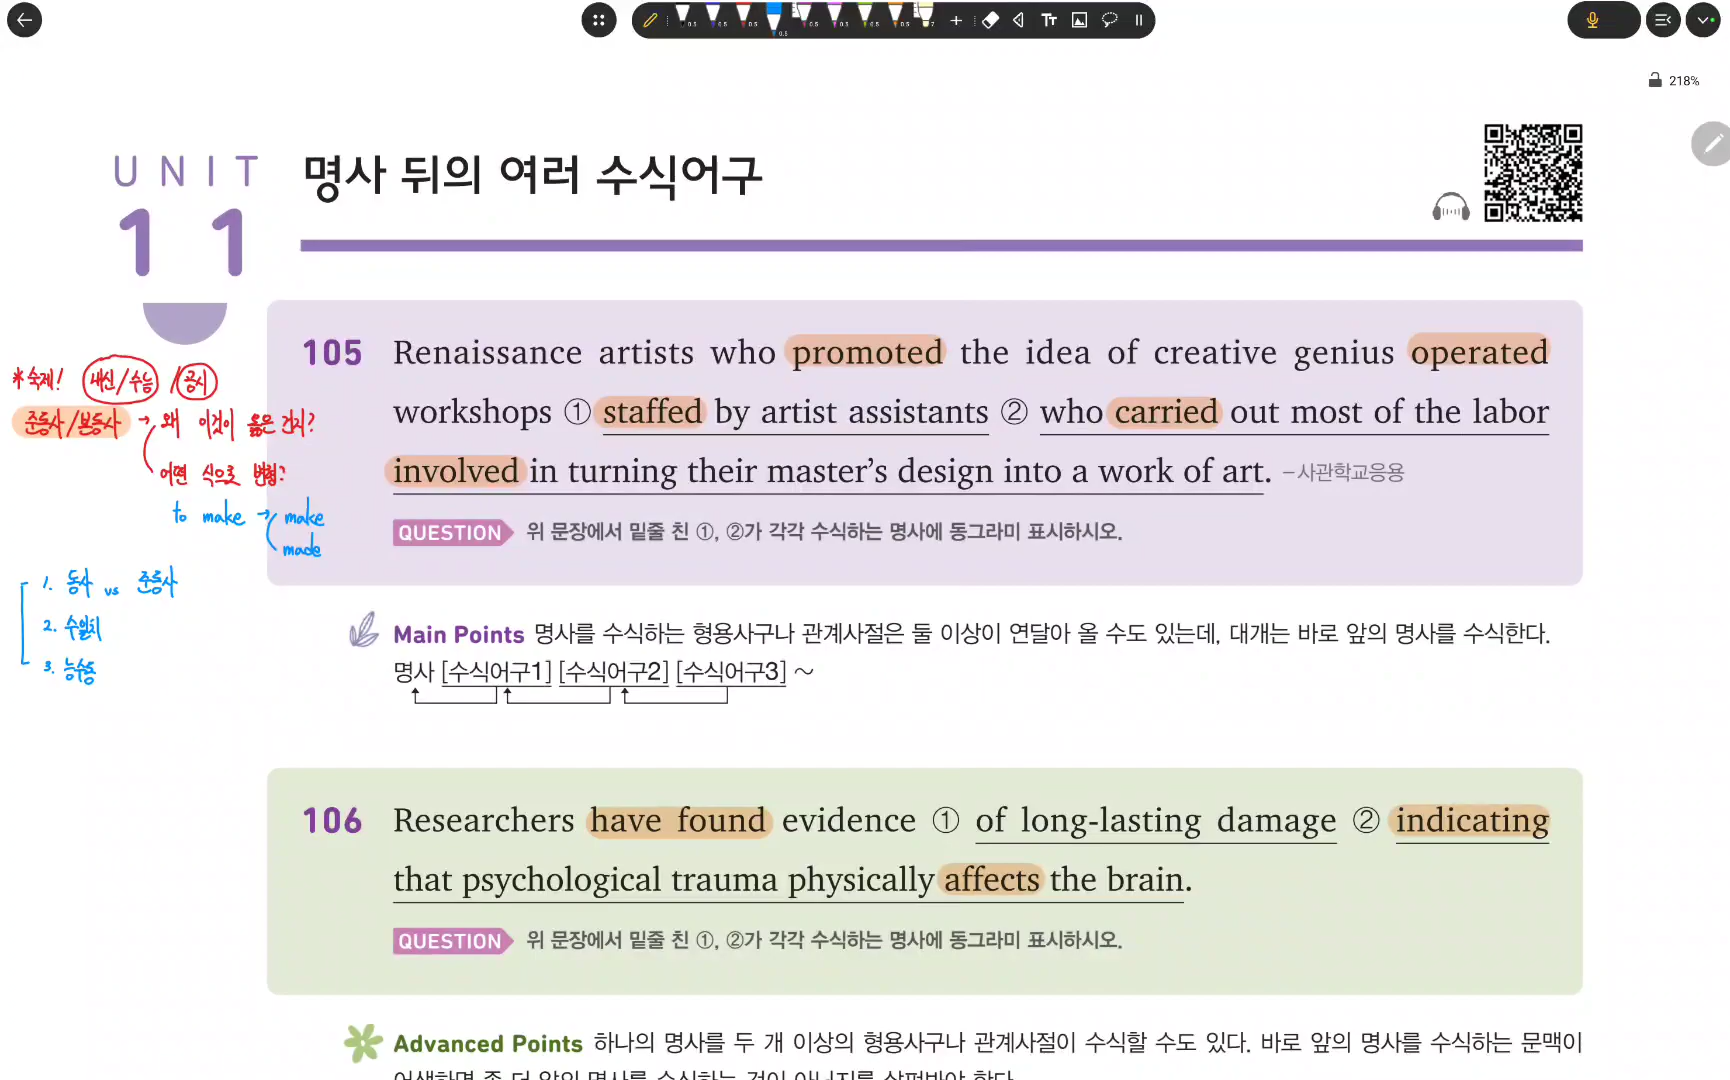 218%
UNIT
11
명사 뒤의 여러 수식어구
105 Renaissance artists who promoted the idea of creative genius operated
workshops ① staffed by artist assistants ② who carried out most of the labor
involved in turning their master's design into a work of art. –사관학교응용
QUESTION 위 문장에서 밑줄 친 ①, ②가 각각 수식하는 명사에 동그라미 표시하시오.
*숙제! 내신/수능 /공시
준동사/본동사 → 왜 이것이 옳은 건지?
어떤 식으로 변형?
to make → make
made
1. 동사 vs 준동사
2. 수일치
3. 능수동
Main Points 명사를 수식하는 형용사구나 관계사절은 둘 이상이 연달아 올 수도 있는데, 대개는 바로 앞의 명사를 수식한다.
명사 [수식어구1] [수식어구2] [수식어구3] ~
106 Researchers have found evidence ① of long-lasting damage ② indicating
that psychological trauma physically affects the brain.
QUESTION 위 문장에서 밑줄 친 ①, ②가 각각 수식하는 명사에 동그라미 표시하시오.
Advanced Points 하나의 명사를 두 개 이상의 형용사구나 관계사절이 수식할 수도 있다. 바로 앞의 명사를 수식하는 문맥이